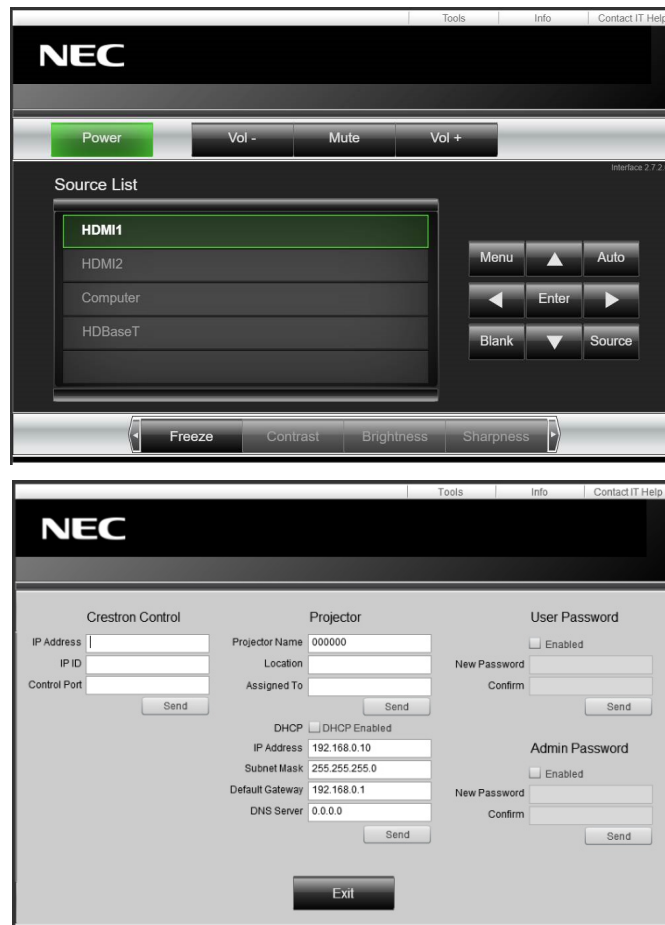 Tools Info Contact IT Help
NEC
Power Vol - Mute Vol +
Interface 2.7.2.
Source List
HDMI1
HDMI2
Computer
HDBaseT
Menu Auto
Enter
Blank Source
Freeze Contrast Brightness Sharpness
Tools Info Contact IT Help
NEC
Crestron Control
IP Address
IP ID
Control Port
Send
Projector
Projector Name 000000
Location
Assigned To
Send
DHCP DHCP Enabled
IP Address 192.168.0.10
Subnet Mask 255.255.255.0
Default Gateway 192.168.0.1
DNS Server 0.0.0.0
Send
User Password
Enabled
New Password
Confirm
Send
Admin Password
Enabled
New Password
Confirm
Send
Exit